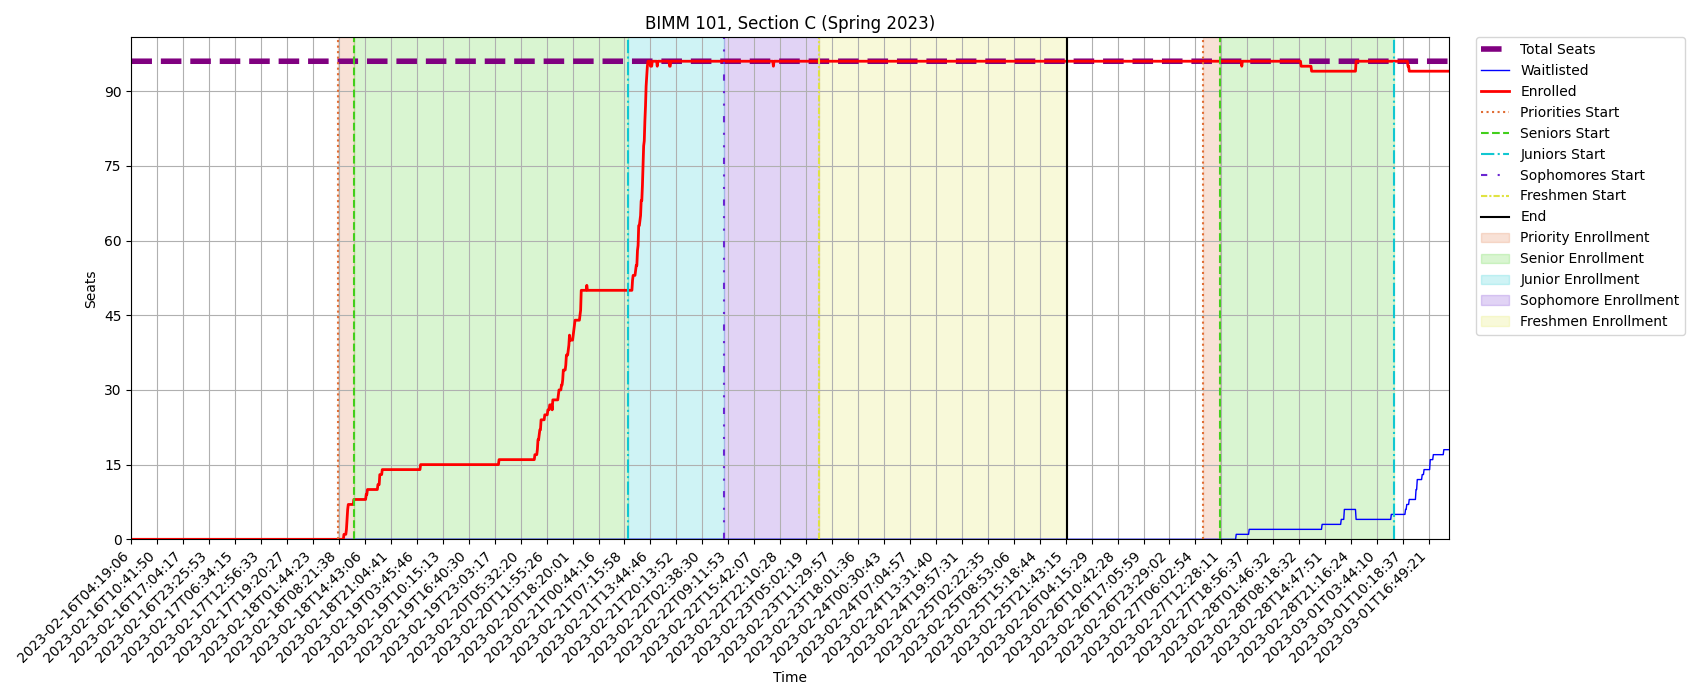 BIMM 101, Section C (Spring 2023)
Total Seats
Waitlisted
Enrolled
Priorities Start
Seniors Start
Juniors Start
Sophomores Start
Freshmen Start
End
Priority Enrollment
Senior Enrollment
Junior Enrollment
Sophomore Enrollment
Freshmen Enrollment
Seats
90
75
60
45
30
15
0
2023-02-16T04:19:06
2023-02-16T10:41:50
2023-02-16T17:04:17
2023-02-16T23:25:53
2023-02-17T06:34:15
2023-02-17T12:56:33
2023-02-17T19:20:27
2023-02-18T01:44:23
2023-02-18T08:21:38
2023-02-18T14:43:06
2023-02-18T21:04:41
2023-02-19T03:45:46
2023-02-19T10:15:13
2023-02-19T16:40:30
2023-02-19T23:03:17
2023-02-20T05:32:20
2023-02-20T11:55:26
2023-02-20T18:20:01
2023-02-21T00:44:16
2023-02-21T07:15:58
2023-02-21T13:44:46
2023-02-21T20:13:52
2023-02-22T02:38:30
2023-02-22T09:11:53
2023-02-22T15:42:07
2023-02-22T22:10:28
2023-02-23T05:02:19
2023-02-23T11:29:57
2023-02-23T18:01:36
2023-02-24T00:30:43
2023-02-24T07:04:57
2023-02-24T13:31:40
2023-02-24T19:57:31
2023-02-25T02:22:35
2023-02-25T08:53:06
2023-02-25T15:18:44
2023-02-25T21:43:15
2023-02-26T04:15:29
2023-02-26T10:42:28
2023-02-26T17:05:59
2023-02-26T23:29:02
2023-02-27T06:02:54
2023-02-27T12:28:11
2023-02-27T18:56:37
2023-02-28T01:46:32
2023-02-28T08:18:32
2023-02-28T14:47:51
2023-02-28T21:16:24
2023-03-01T03:44:10
2023-03-01T10:18:37
2023-03-01T16:49:21
Time